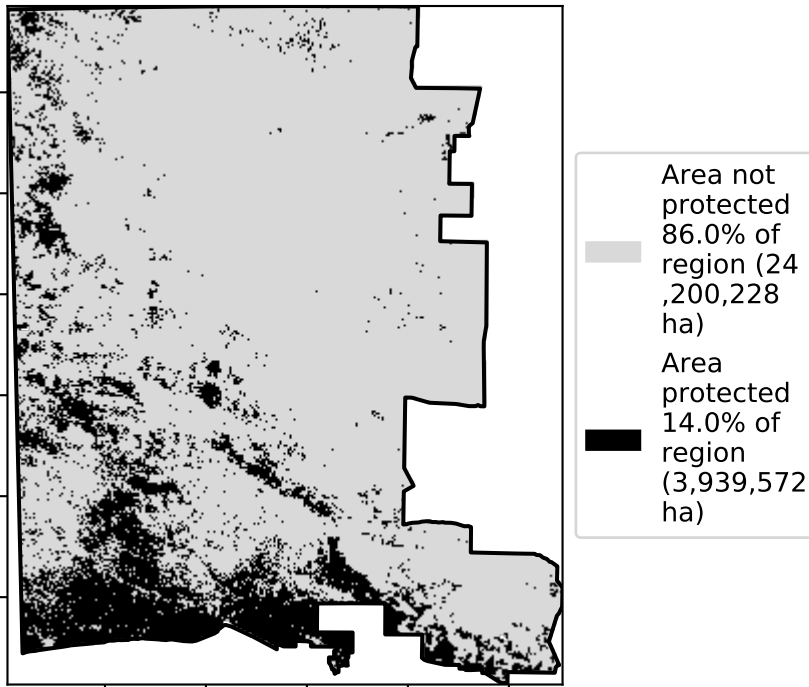 Area not
protected
86.0% of
region (24
,200,228
ha)
Area
protected
14.0% of
region
(3,939,572
ha)